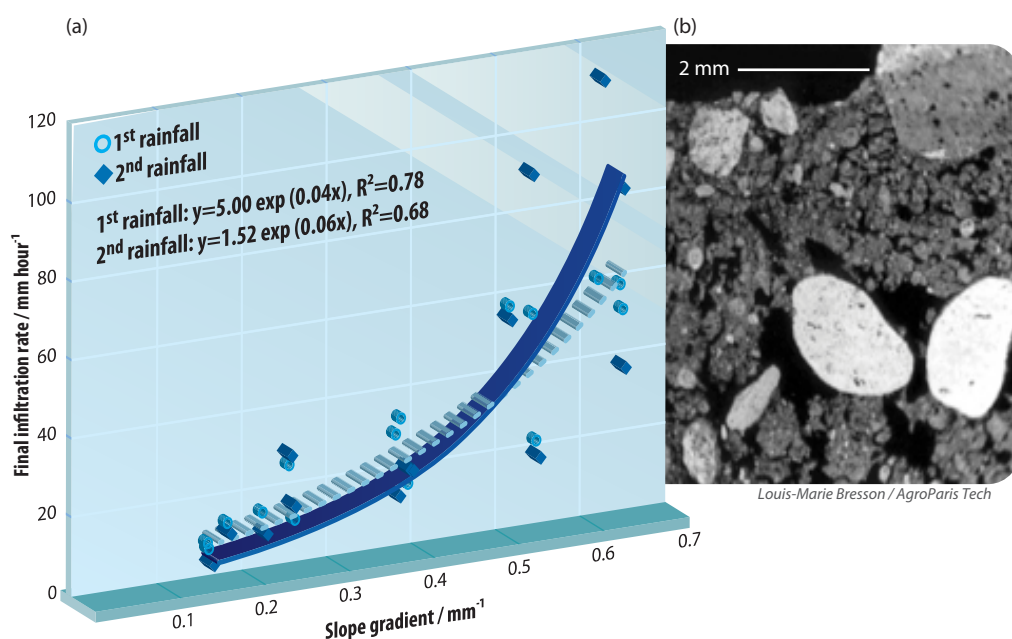 (a)
(b)
2 mm
120
100
80
60
40
20
0
Final infiltration rate / mm hour⁻¹
1ˢᵗ rainfall
2ⁿᵈ rainfall
1ˢᵗ rainfall: y=5.00 exp (0.04x), R²=0.78
2ⁿᵈ rainfall: y=1.52 exp (0.06x), R²=0.68
0.1
0.2
0.3
0.4
0.5
0.6
0.7
Slope gradient / mm⁻¹
Louis-Marie Bresson / AgroParis Tech